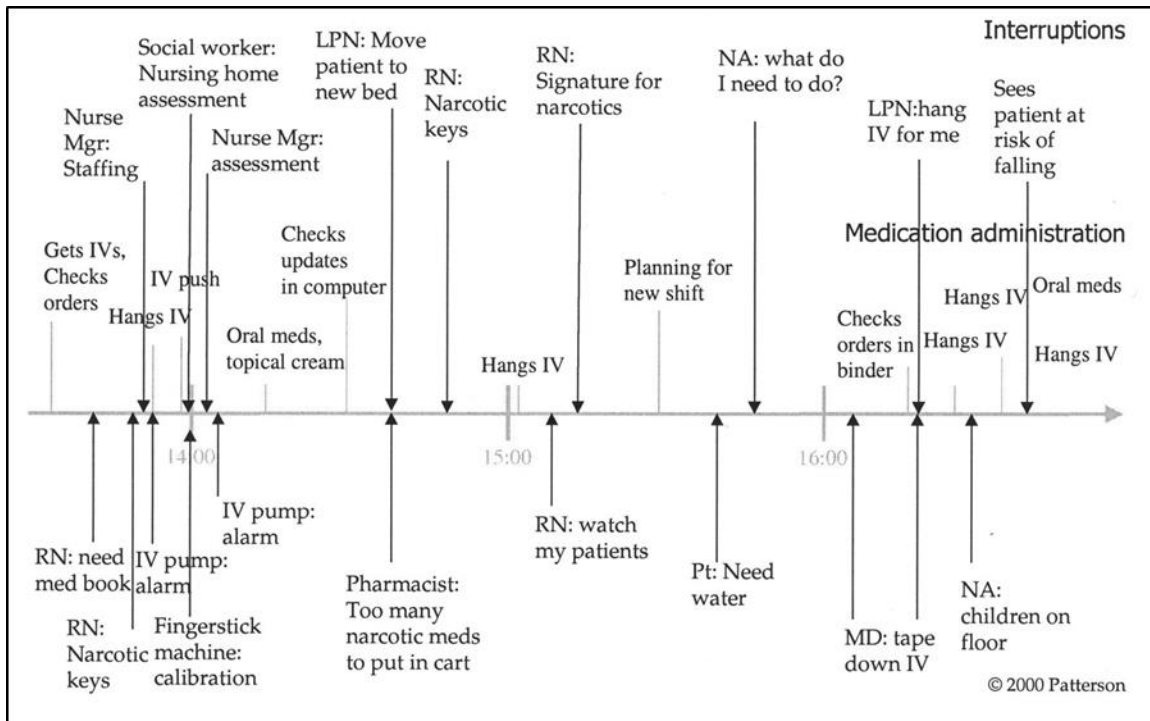 Interruptions
Social worker:
Nursing home
assessment
LPN: Move
patient to
new bed
RN:
Narcotic
keys
RN:
Signature for
narcotics
NA: what do
I need to do?
LPN:hang
IV for me
Sees
patient at
risk of
falling
Nurse
Mgr:
Staffing
Nurse Mgr:
assessment
Medication administration
Gets IVs,
Checks
orders
Hangs IV
IV push
Oral meds,
topical cream
Checks
updates
in computer
Hangs IV
Planning for
new shift
Checks
orders in
binder
Hangs IV
Hangs IV
Oral meds
Hangs IV
14:00
15:00
16:00
RN: need
med book
RN:
Narcotic
keys
IV pump:
alarm
Fingerstick
machine:
calibration
IV pump:
alarm
Pharmacist:
Too many
narcotic meds
to put in cart
RN: watch
my patients
Pt: Need
water
MD: tape
down IV
NA:
children on
floor
© 2000 Patterson